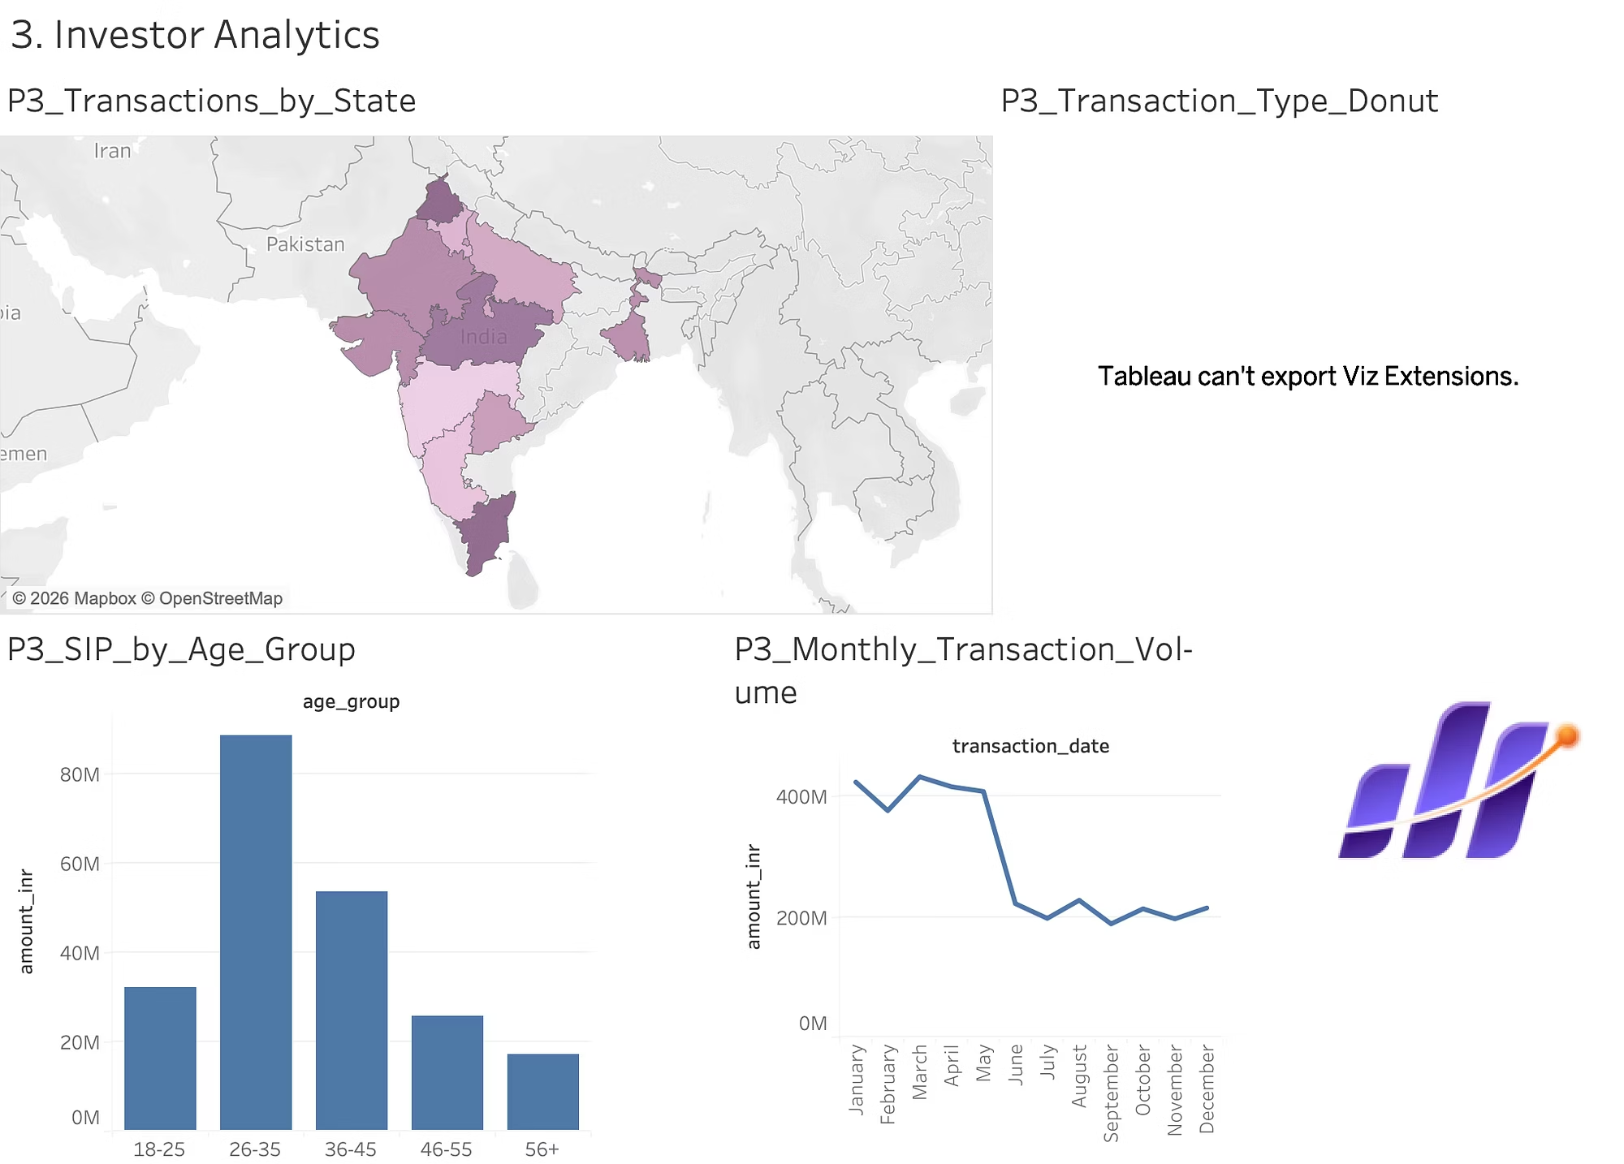 3. Investor Analytics
P3_Transactions_by_State
P3_Transaction_Type_Donut
Iran
Pakistan
India
© 2026 Mapbox © OpenStreetMap
Tableau can't export Viz Extensions.
P3_SIP_by_Age_Group
age_group
amount_inr
80M
60M
40M
20M
0M
18-25
26-35
36-45
46-55
56+
P3_Monthly_Transaction_Vol-
ume
transaction_date
amount_inr
400M
200M
0M
January
February
March
April
May
June
July
August
September
October
November
December